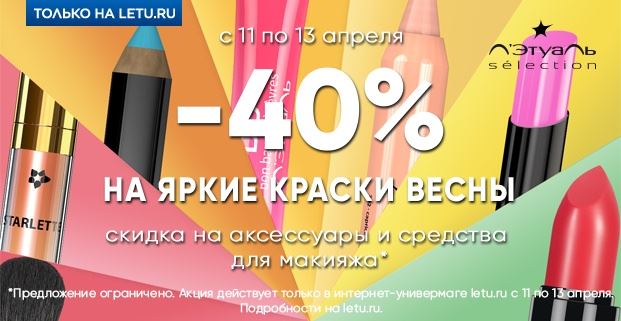 ТОЛЬКО НА LETU.RU
с 11 по 13 апреля
Л'ЭТУАЛЬ
sélection
-40%
НА ЯРКИЕ КРАСКИ ВЕСНЫ
STARLETTE
скидка на аксессуары и средства
для макияжа*
*Предложение ограничено. Акция действует только в интернет-универмаге letu.ru с 11 по 13 апреля.
Подробности на letu.ru.